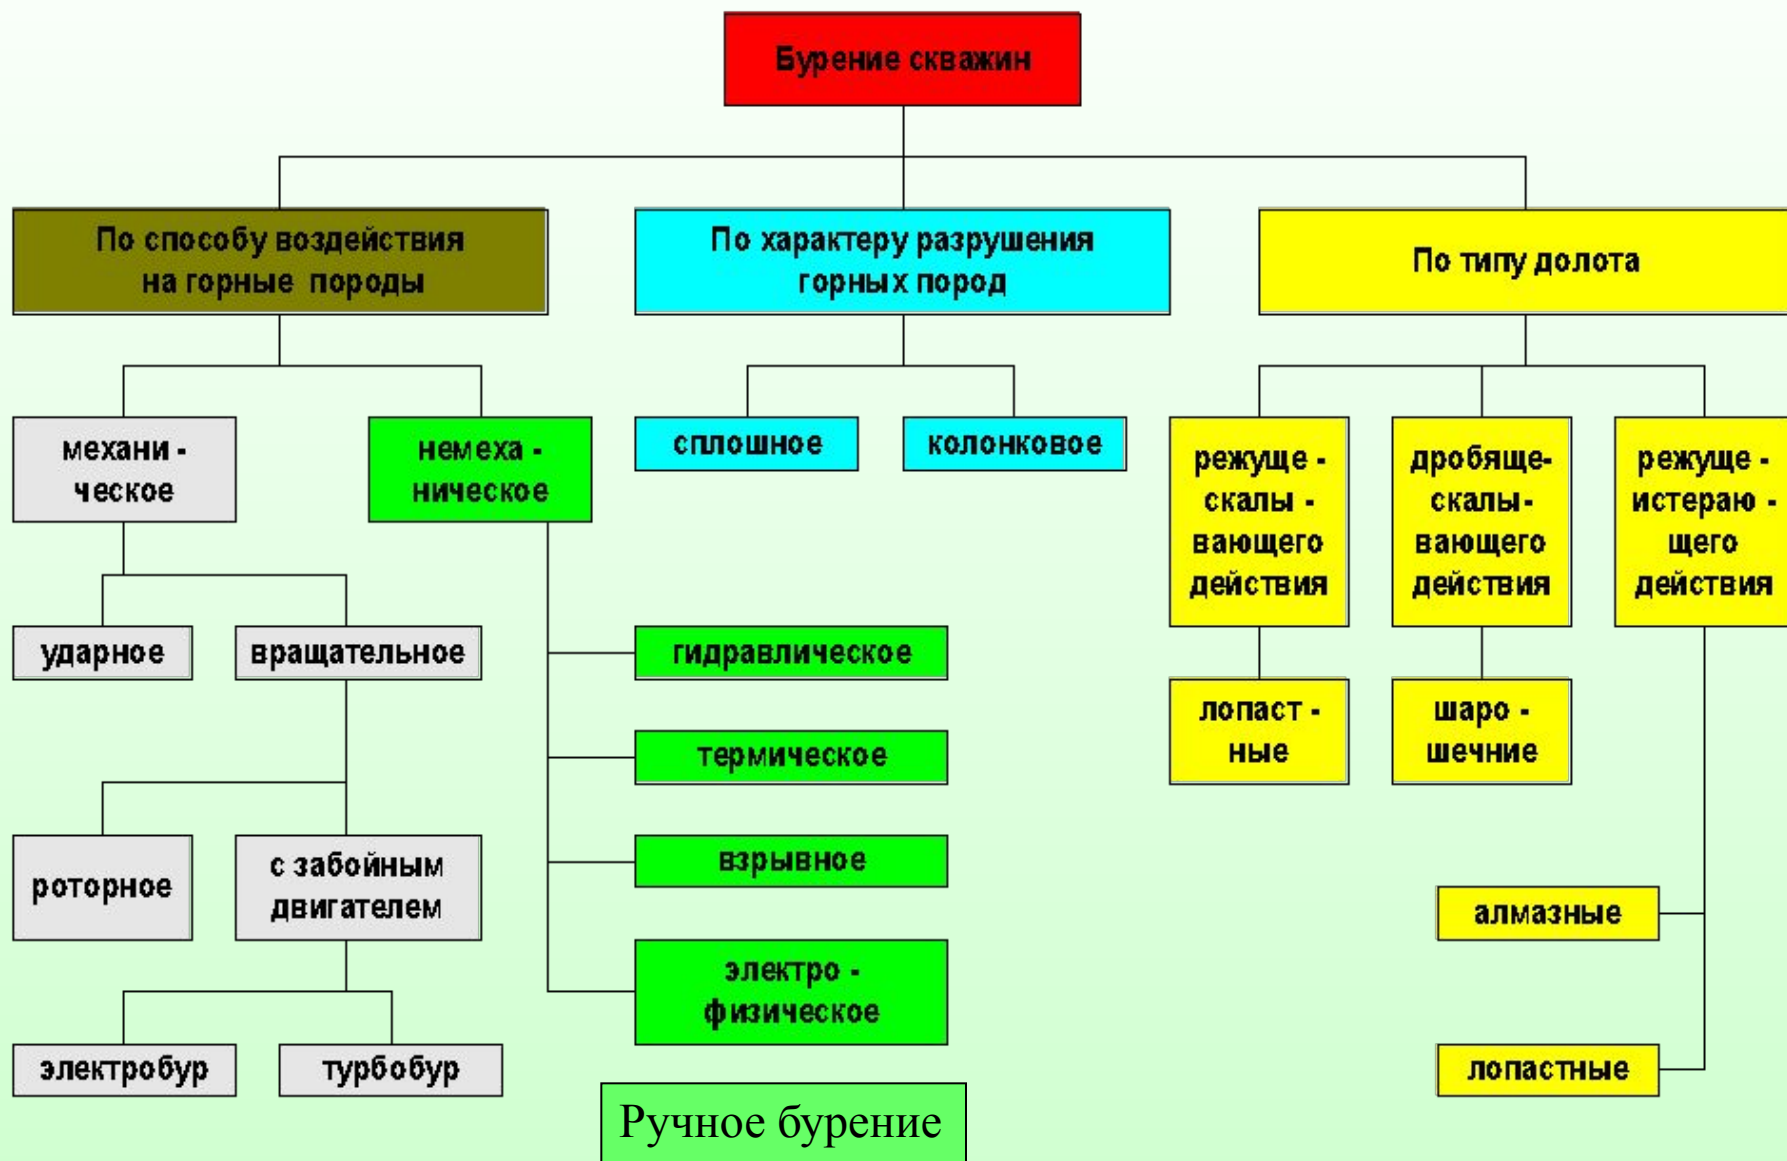 Бурение скважин
По способу воздействия
на горные породы
По характеру разрушения
горных пород
По типу долота
механи -
ческое
немеха -
ническое
сплошное
колонковое
режуще -
скалы -
вающего
действия
дробяще-
скалы-
вающего
действия
режуще -
истераю -
щего
действия
ударное
вращательное
гидравлическое
лопаст -
ные
шаро -
шечние
термическое
роторное
с забойным
двигателем
взрывное
алмазные
электро -
физическое
электробур
турбобур
лопастные
Ручное бурение